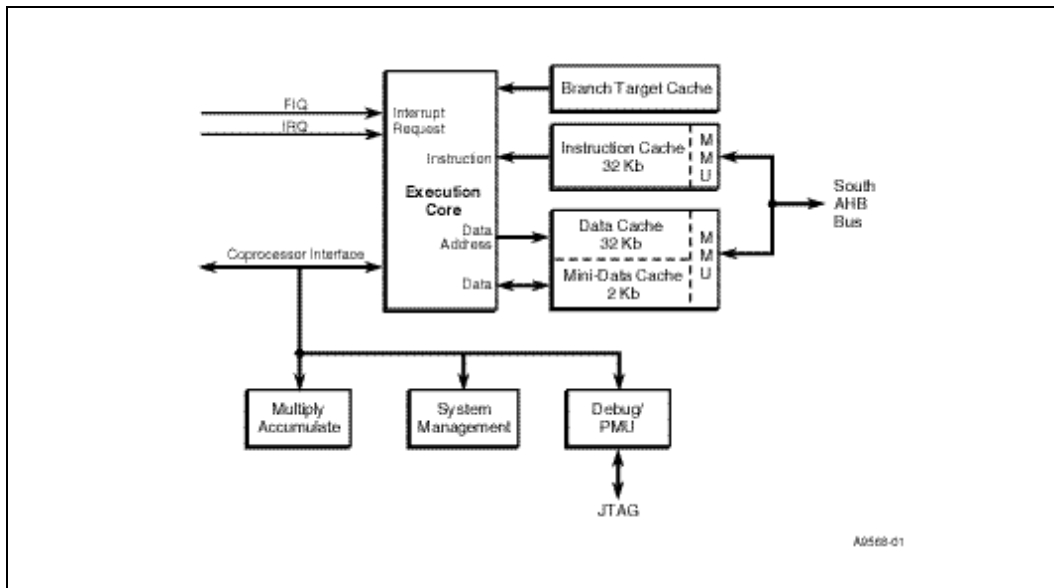 FIQ
IRQ
Interrupt
Request
Instruction
Execution
Core
Data
Address
Data
Coprocessor Interface
Branch Target Cache
Instruction Cache
32 Kb
M
M
U
Data Cache
32 Kb
Mini-Data Cache
2 Kb
M
M
U
South
AHB
Bus
Multiply
Accumulate
System
Management
Debug/
PMU
JTAG
A9568-01